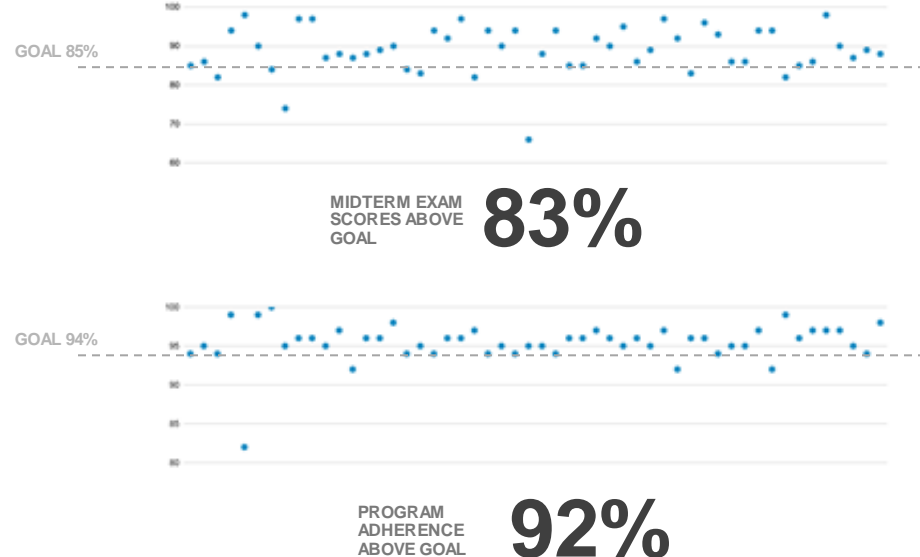 100
GOAL 85%
90
80
70
60
MIDTERM EXAM
SCORES ABOVE
GOAL
83%
100
GOAL 94%
95
90
85
80
PROGRAM
ADHERENCE
ABOVE GOAL
92%